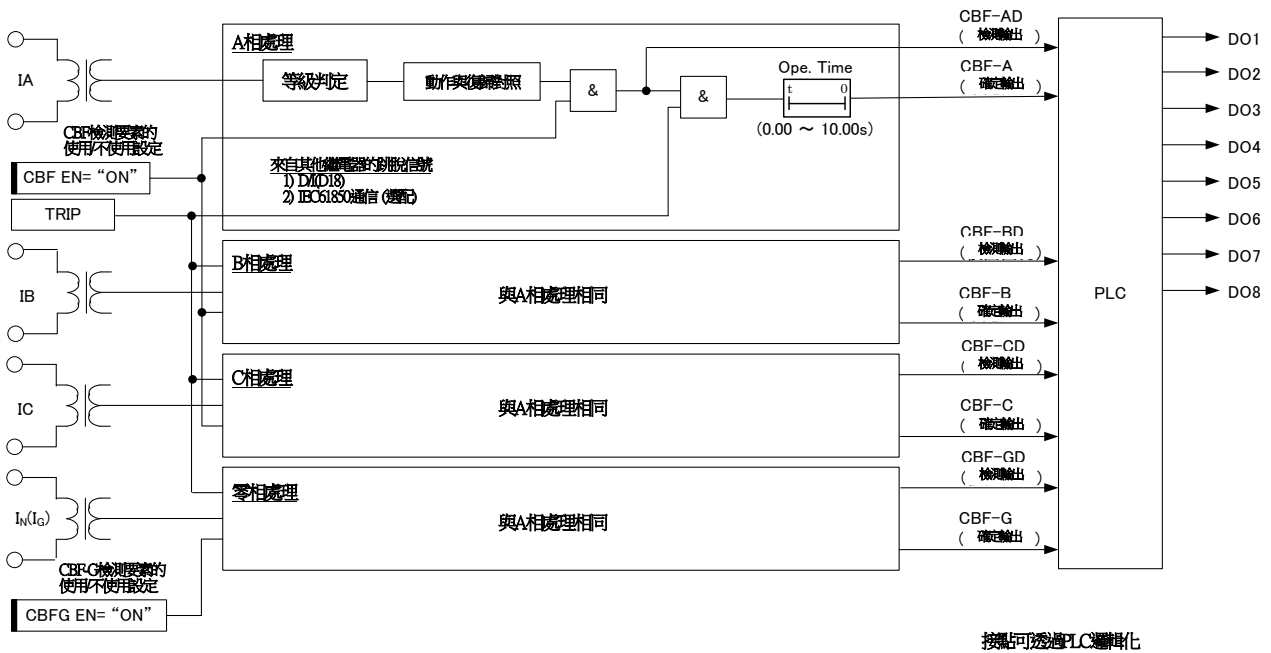 IA
CBF檢測要素的
使用/不使用設定
CBF EN= “ON”
TRIP
A相處理
等級判定
動作與復歸對照
&
&
Ope. Time
t
0
(0.00 ～ 10.00s)
來自其他繼電器的跳脫信號
1) D/I(D18)
2) IEC61850通信 (選配)
CBF-AD
( 檢測輸出 )
CBF-A
( 確定輸出 )
IB
B相處理
與A相處理相同
CBF-BD
( 檢測輸出 )
CBF-B
( 確定輸出 )
IC
C相處理
與A相處理相同
CBF-CD
( 檢測輸出 )
CBF-C
( 確定輸出 )
IN(IG)
零相處理
與A相處理相同
CBF-GD
( 檢測輸出 )
CBF-G
( 確定輸出 )
CBF-G檢測要素的
使用/不使用設定
CBFG EN= “ON”
PLC
DO1
DO2
DO3
DO4
DO5
DO6
DO7
DO8
接點可透過PLC邏輯化